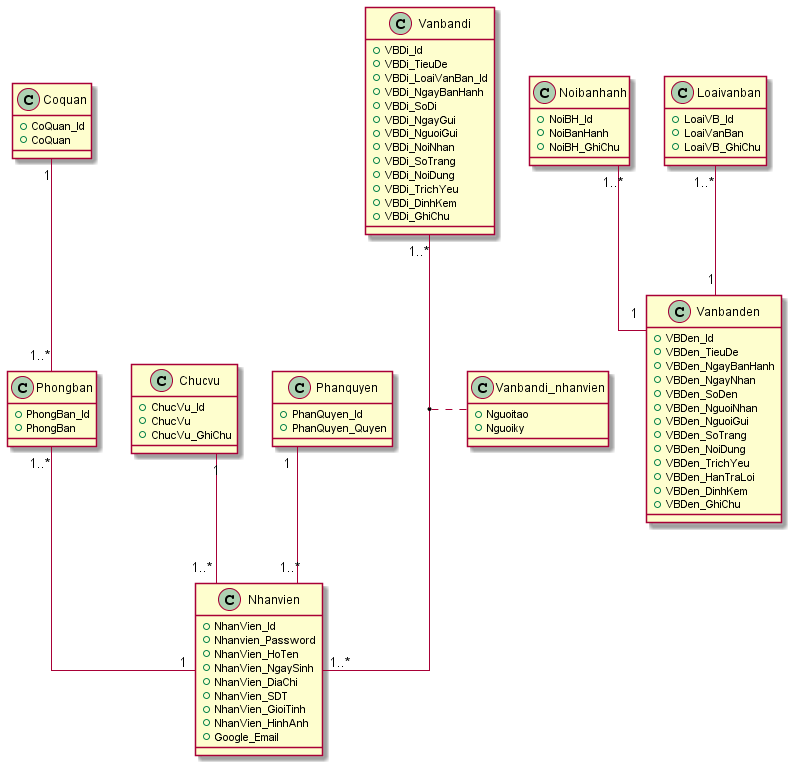 C Vanbandi
VBDi_Id
VBDi_TieuDe
VBDi_LoaiVanBan_Id
VBDi_NgayBanHanh
VBDi_SoDi
VBDi_NgayGui
VBDi_NguoiGui
VBDi_NoiNhan
VBDi_SoTrang
VBDi_NoiDung
VBDi_TrichYeu
VBDi_DinhKem
VBDi_GhiChu
1..*
C Coquan
CoQuan_Id
CoQuan
1
1..*
C Noibanhanh
NoiBH_Id
NoiBanHanh
NoiBH_GhiChu
1..*
1
C Loaivanban
LoaiVB_Id
LoaiVanBan
LoaiVB_GhiChu
1..*
1
C Vanbanden
VBDen_Id
VBDen_TieuDe
VBDen_NgayBanHanh
VBDen_NgayNhan
VBDen_SoDen
VBDen_NguoiNhan
VBDen_NguoiGui
VBDen_SoTrang
VBDen_NoiDung
VBDen_TrichYeu
VBDen_HanTraLoi
VBDen_DinhKem
VBDen_GhiChu
C Phongban
PhongBan_Id
PhongBan
1..*
1
C Chucvu
ChucVu_Id
ChucVu
ChucVu_GhiChu
1
1..*
C Phanquyen
PhanQuyen_Id
PhanQuyen_Quyen
1
1..*
C Vanbandi_nhanvien
Nguoitao
Nguoiky
C Nhanvien
NhanVien_Id
Nhanvien_Password
NhanVien_HoTen
NhanVien_NgaySinh
NhanVien_DiaChi
NhanVien_SDT
NhanVien_GioiTinh
NhanVien_HinhAnh
Google_Email
1..*